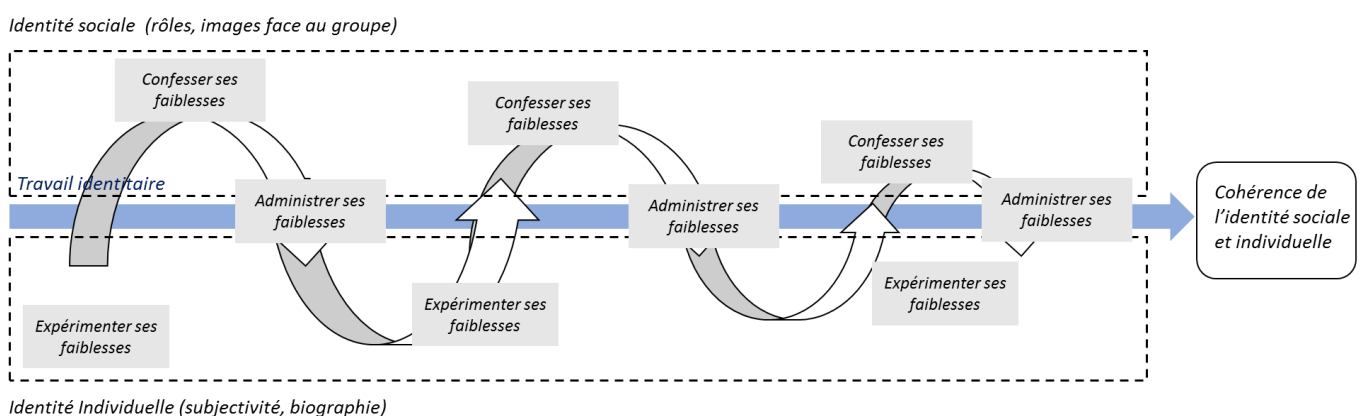 Identité sociale (rôles, images face au groupe)
Confesser ses
faiblesses
Confesser ses
faiblesses
Confesser ses
faiblesses
Travail identitaire
Administrer ses
faiblesses
Administrer ses
faiblesses
Administrer ses
faiblesses
Cohérence de
l’identité sociale
et individuelle
Expérimenter ses
faiblesses
Expérimenter ses
faiblesses
Expérimenter ses
faiblesses
Identité Individuelle (subjectivité, biographie)